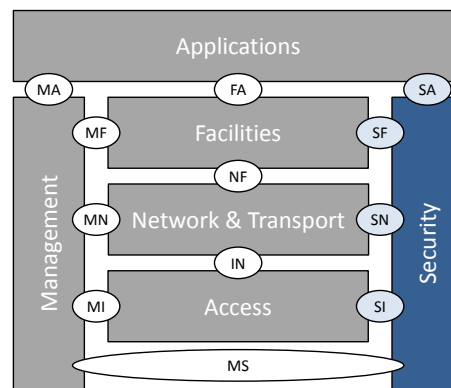 Applications
MA
FA
SA
MF
Facilities
SF
NF
Management
MN
Network & Transport
SN
Security
IN
MI
Access
SI
MS